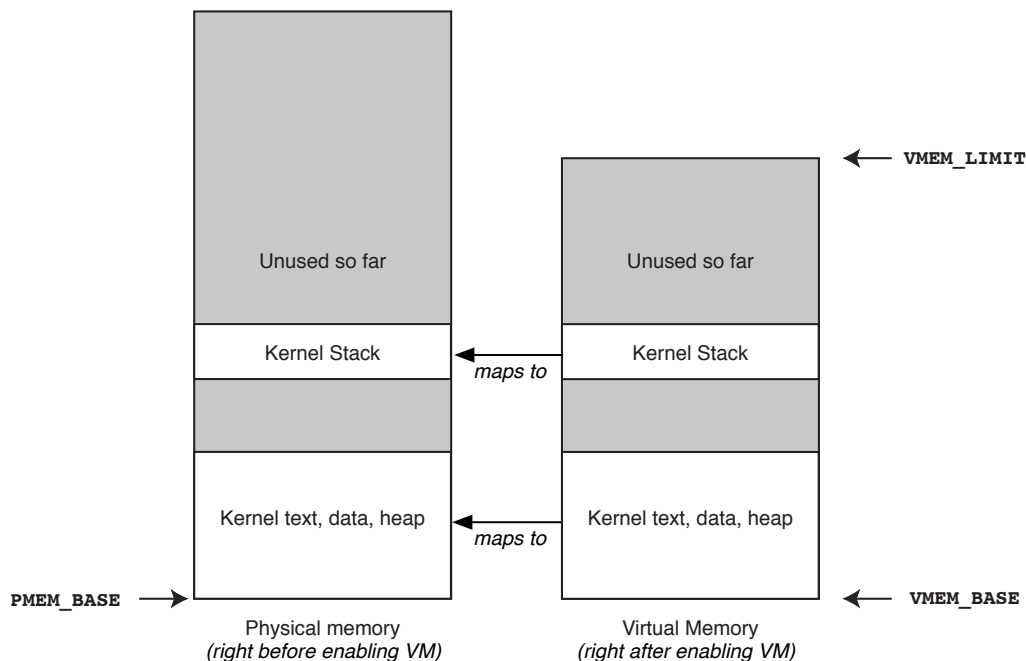 VMEM_LIMIT
Unused so far
Unused so far
Kernel Stack
Kernel Stack
maps to
Kernel text, data, heap
Kernel text, data, heap
maps to
PMEM_BASE
VMEM_BASE
Physical memory
(right before enabling VM)
Virtual Memory
(right after enabling VM)